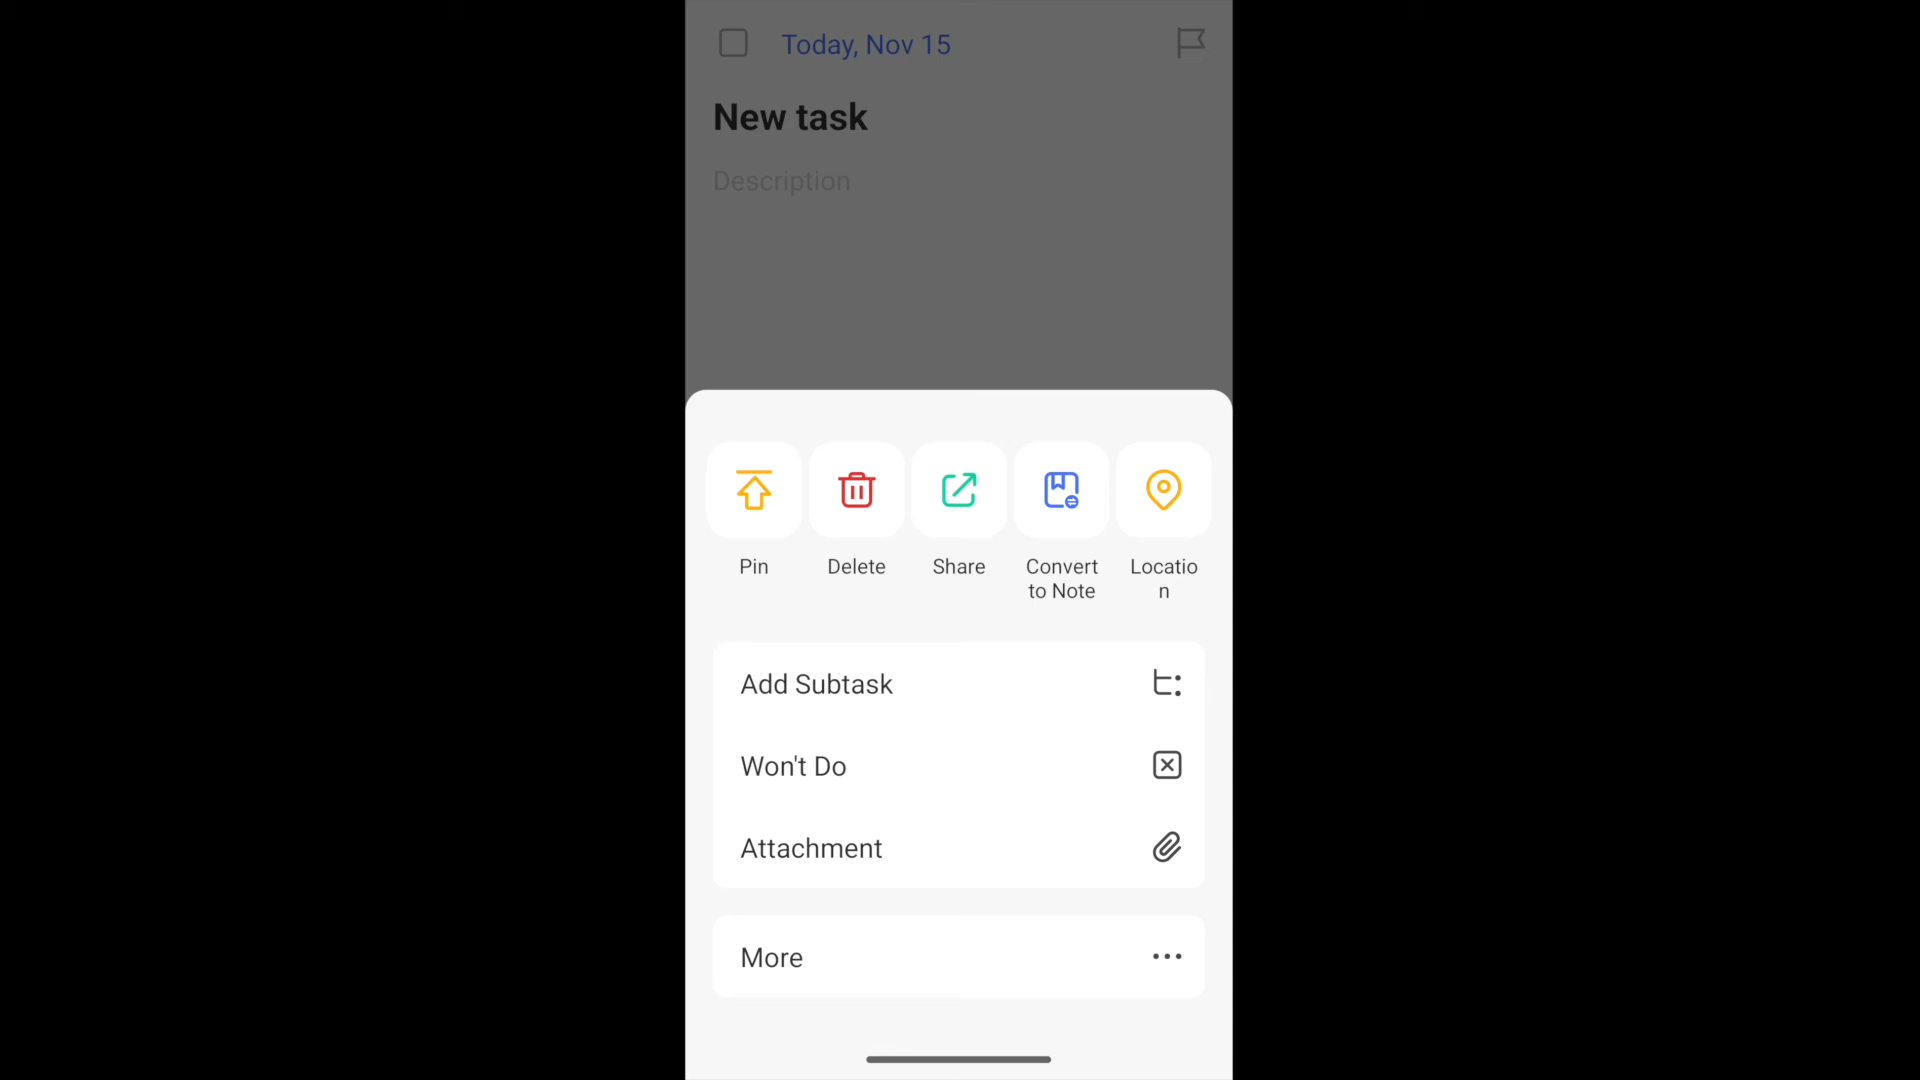 Today, Nov 15
New task
Description
Pin
Delete
Share
Convert
to Note
Locatio
n
Add Subtask
Won't Do
Attachment
More